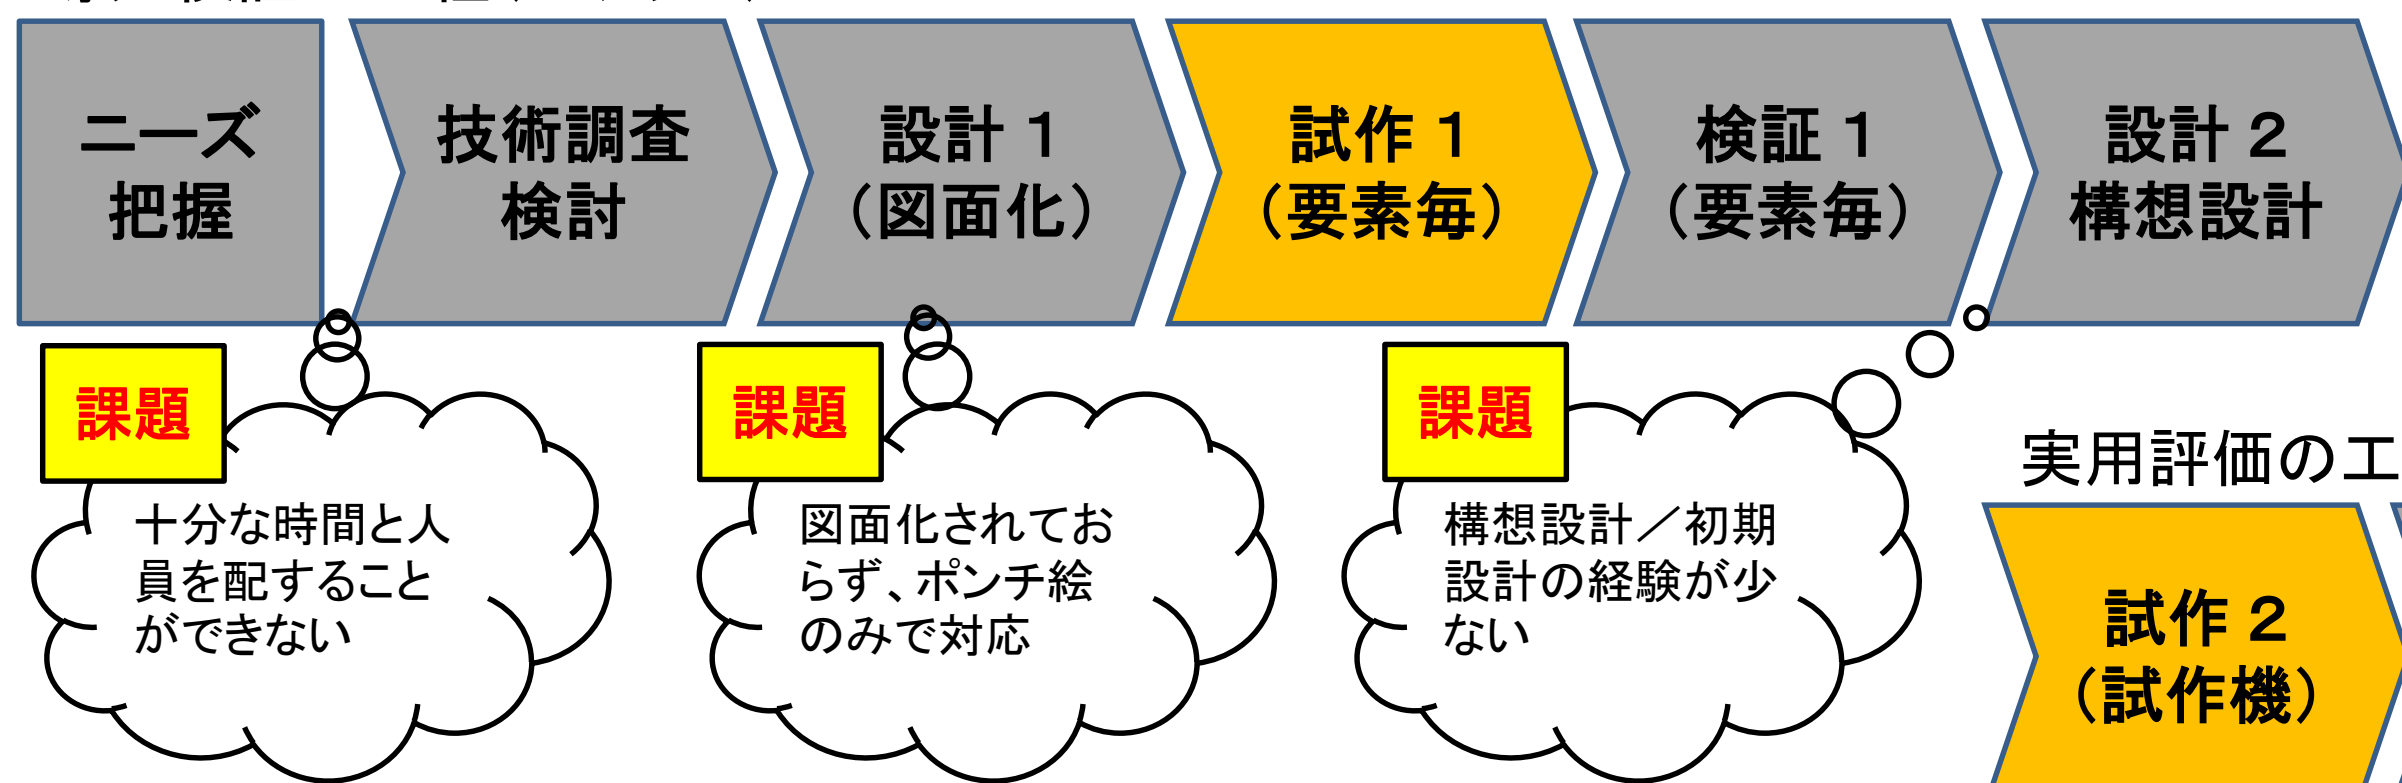 ニーズ
把握
技術調査
検討
設計１
（図面化）
試作１
（要素毎）
検証１
（要素毎）
設計２
構想設計
課題
十分な時間と人
員を配すること
ができない
課題
図面化されてお
らず、ポンチ絵
のみで対応
課題
構想設計／初期
設計の経験が少
ない
実用評価の工
試作２
（試作機）